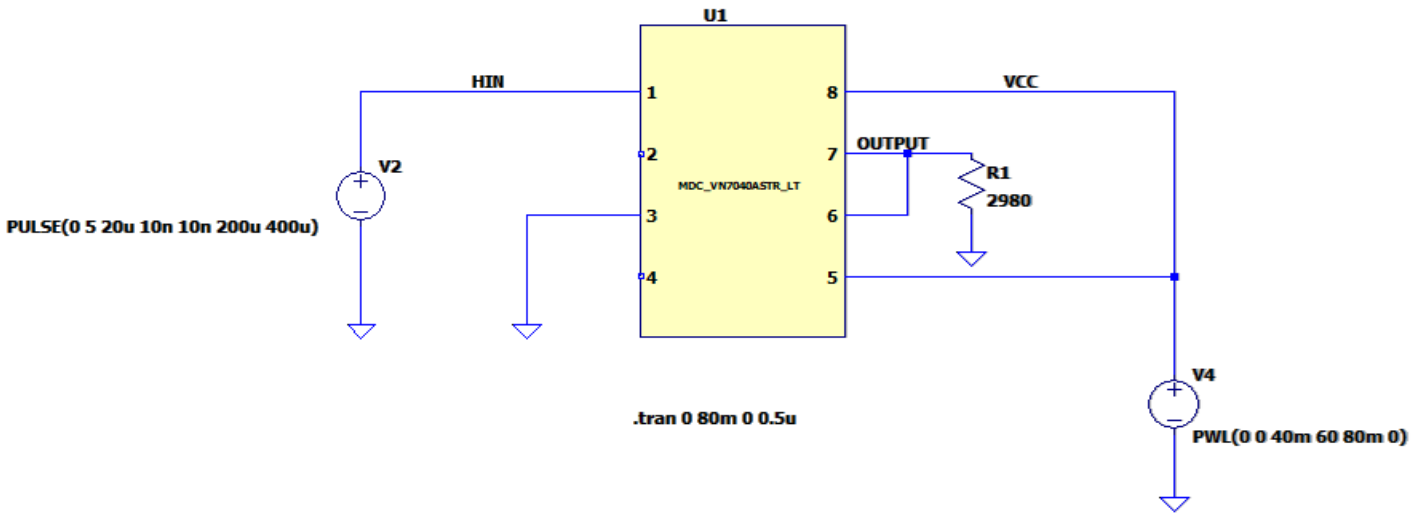 U1
HIN
VCC
1
8
V2
2
7
OUTPUT
MDC_VN7040ASTR_LT
R1
2980
PULSE(0 5 20u 10n 10n 200u 400u)
3
6
4
5
V4
.tran 0 80m 0 0.5u
PWL(0 0 40m 60 80m 0)